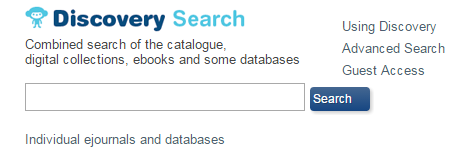 Discovery Search
Combined search of the catalogue,
digital collections, ebooks and some databases
Search
Individual ejournals and databases
Using Discovery
Advanced Search
Guest Access